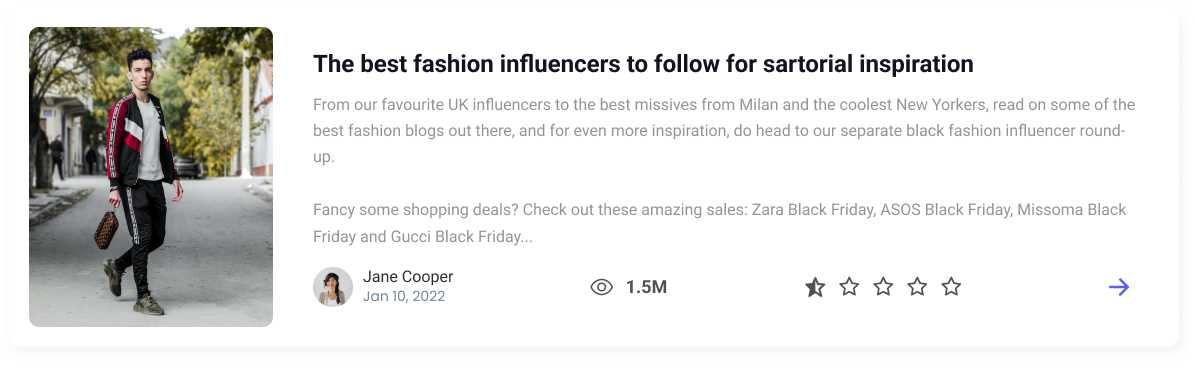 The best fashion influencers to follow for sartorial inspiration
From our favourite UK influencers to the best missives from Milan and the coolest New Yorkers, read on some of the
best fashion blogs out there, and for even more inspiration, do head to our separate black fashion influencer round-
up.
Fancy some shopping deals? Check out these amazing sales: Zara Black Friday, ASOS Black Friday, Missoma Black
Friday and Gucci Black Friday...
Jane Cooper
Jan 10, 2022
1.5M